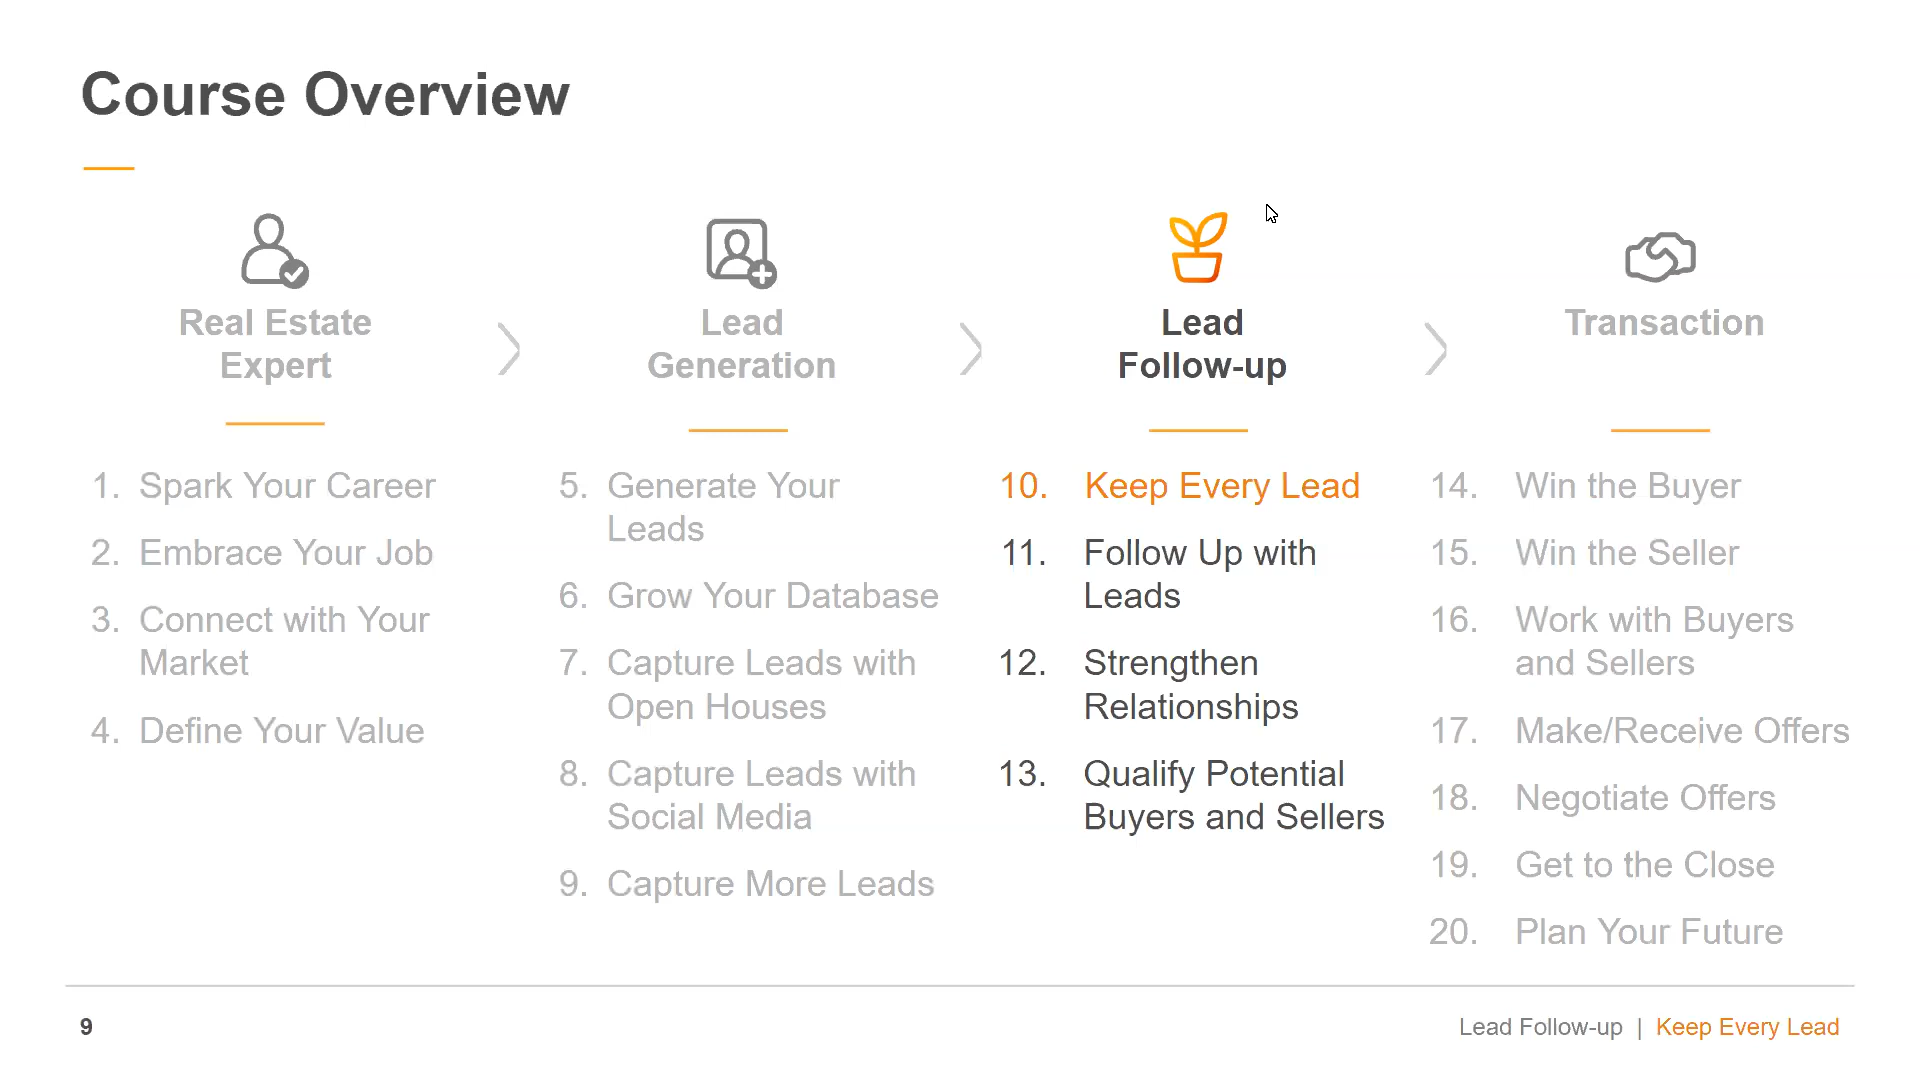 Course Overview
Real Estate
Expert
1. Spark Your Career
2. Embrace Your Job
3. Connect with Your
Market
4. Define Your Value
Lead
Generation
5. Generate Your
Leads
6. Grow Your Database
7. Capture Leads with
Open Houses
8. Capture Leads with
Social Media
9. Capture More Leads
Lead
Follow-up
10. Keep Every Lead
11. Follow Up with
Leads
12. Strengthen
Relationships
13. Qualify Potential
Buyers and Sellers
Transaction
14. Win the Buyer
15. Win the Seller
16. Work with Buyers
and Sellers
17. Make/Receive Offers
18. Negotiate Offers
19. Get to the Close
20. Plan Your Future
9
Lead Follow-up | Keep Every Lead